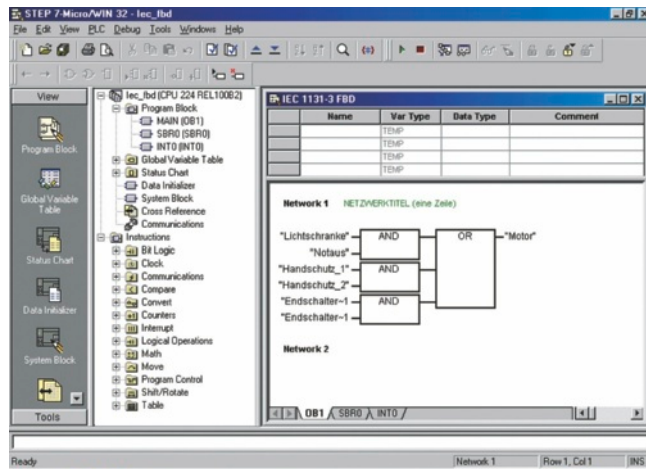 STEP 7-Micro/WIN 32 - Iec_fbd
File Edit View PLC Debug Tools Windows Help
View
Program Block
Global Variable
Table
Status Chart
Data Initializer
System Block
Tools
Iec_fbd (CPU 224 REL100B2)
Program Block
MAIN (OB1)
SBR0 (SBR0)
INT0 (INT0)
Global Variable Table
Status Chart
Data Initializer
System Block
Cross Reference
Communications
Instructions
Bit Logic
Clock
Communications
Compare
Convert
Counters
Interrupt
Logical Operations
Math
Move
Program Control
Shift/Rotate
Table
IEC 1131-3 FBD
Name Var Type Data Type Comment
TEMP
TEMP
TEMP
TEMP
Network 1 NETZWERKTITEL (eine Zeile)
"Lichtschranke" AND OR "Motor"
"Notaus"
"Handschutz_1" AND
"Handschutz_2"
"Endschalter~1 AND
"Endschalter~1
Network 2
OB1 SBR0 INT0
Ready Network 1 Row 1, Col 1 INS